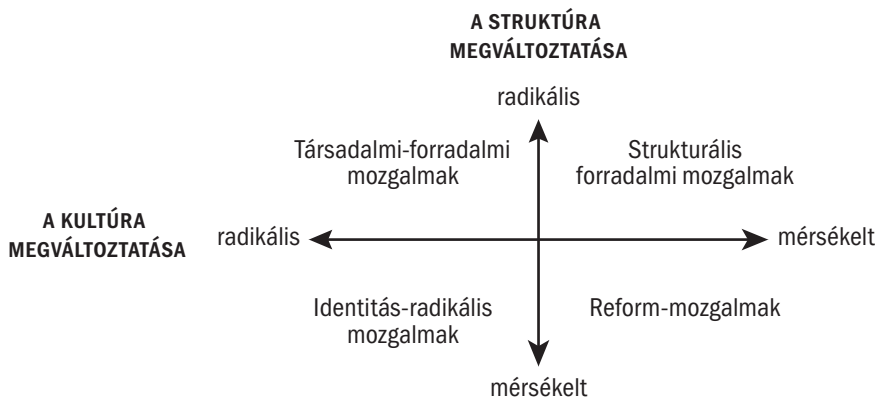 A STRUKTÚRA
MEGVÁLTOZTATÁSA
radikális
Társadalmi-forradalmi
mozgalmak
Strukturális
forradalmi mozgalmak
A KULTÚRA
MEGVÁLTOZTATÁSA
radikális
mérsékelt
Identitás-radikális
mozgalmak
Reform-mozgalmak
mérsékelt